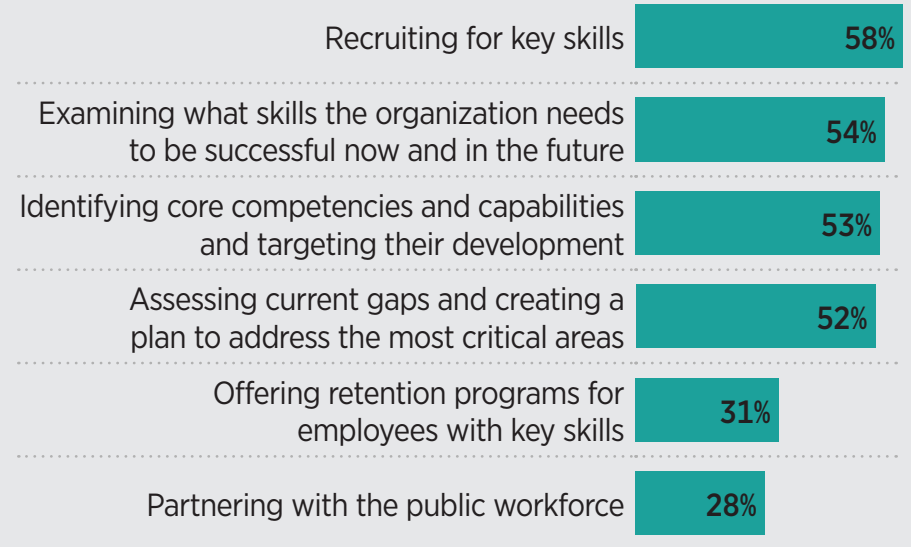 Recruiting for key skills 58%
Examining what skills the organization needs
to be successful now and in the future 54%
Identifying core competencies and capabilities
and targeting their development 53%
Assessing current gaps and creating a
plan to address the most critical areas 52%
Offering retention programs for
employees with key skills 31%
Partnering with the public workforce 28%